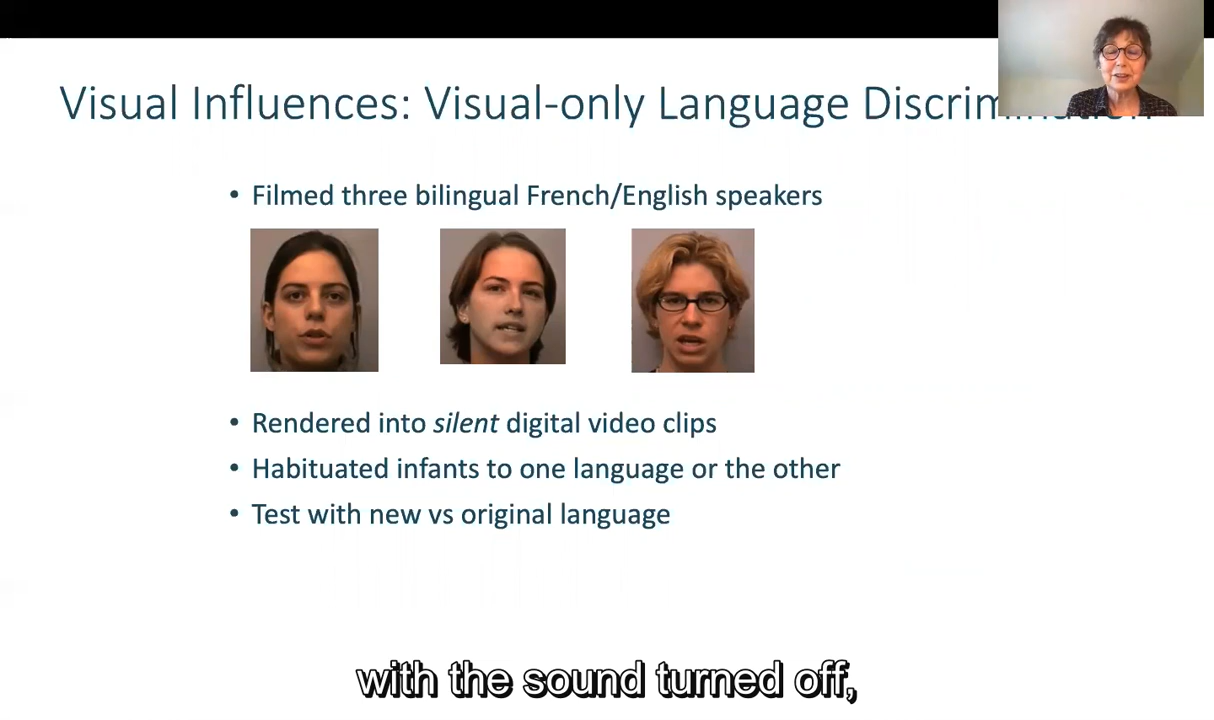 Visual Influences: Visual-only Language Discrimination
• Filmed three bilingual French/English speakers
• Rendered into silent digital video clips
• Habituated infants to one language or the other
• Test with new vs original language
with the sound turned off,